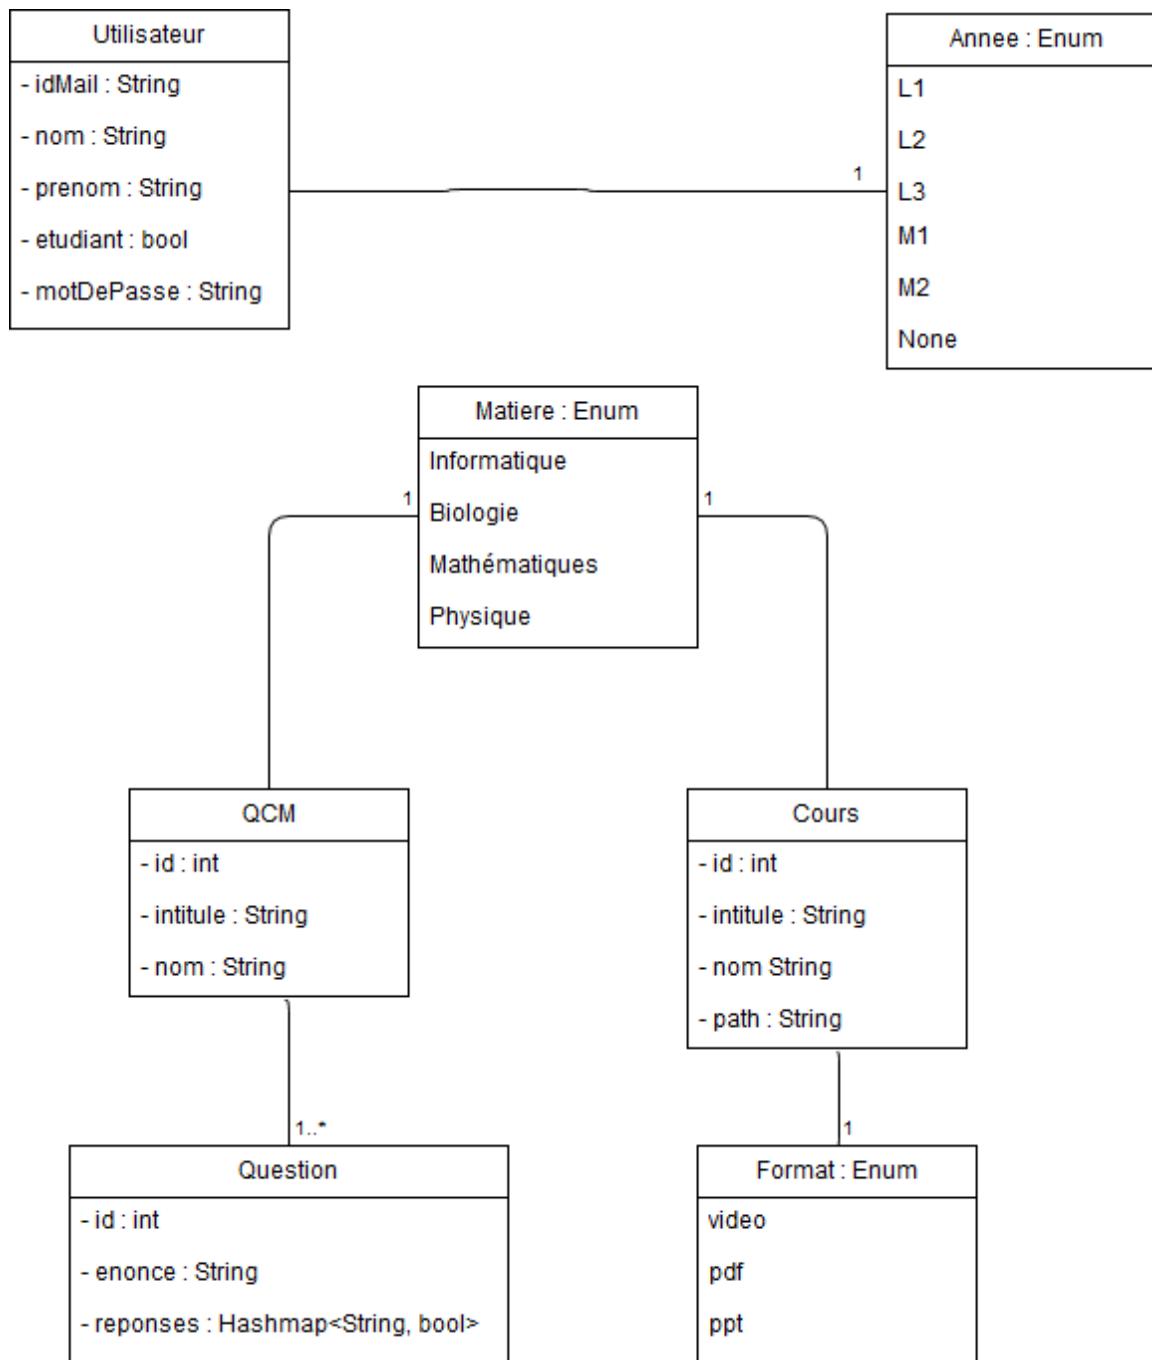 Utilisateur
- idMail : String
- nom : String
- prenom : String
- etudiant : bool
- motDePasse : String
1
Annee : Enum
L1
L2
L3
M1
M2
None
Matiere : Enum
Informatique
Biologie
Mathématiques
Physique
1
1
QCM
- id : int
- intitule : String
- nom : String
Cours
- id : int
- intitule : String
- nom String
- path : String
1..*
1
Question
- id : int
- enonce : String
- reponses : Hashmap<String, bool>
Format : Enum
video
pdf
ppt